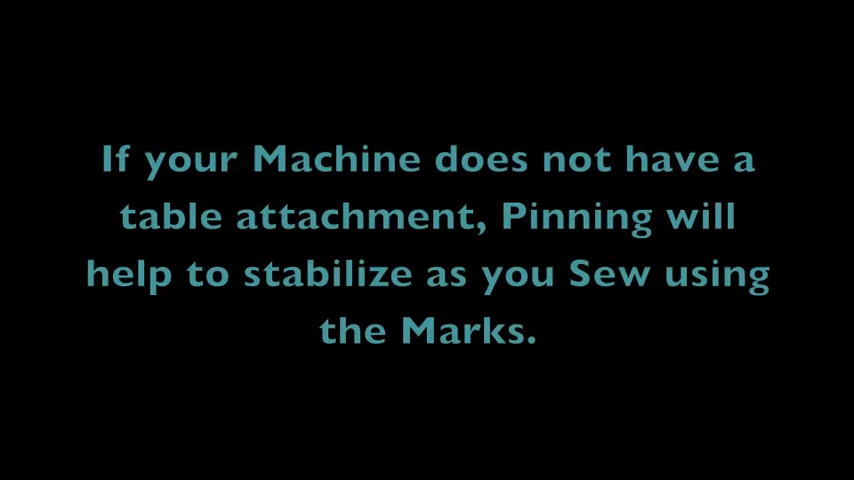 If your Machine does not have a
table attachment, Pinning will
help to stabilize as you Sew using
the Marks.